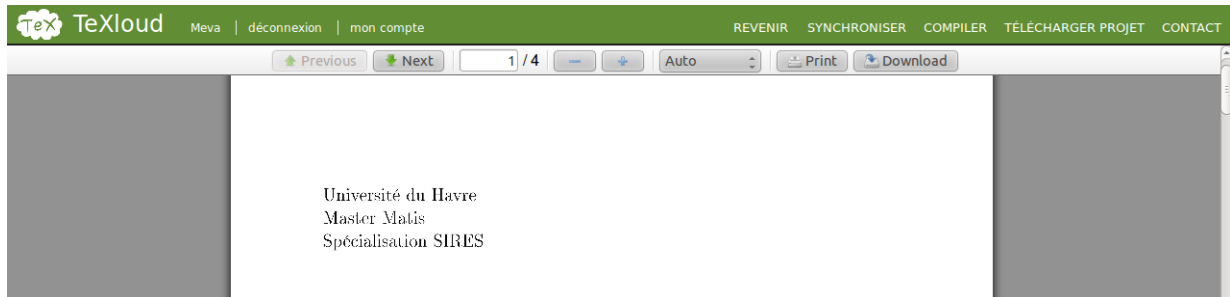 TeX TeXloud Meva | déconnexion | mon compte REVENIR SYNCHRONISER COMPILER TÉLÉCHARGER PROJET CONTACT
Previous Next 1 / 4 Auto Print Download
Université du Havre
Master Matis
Spécialisation SIRES